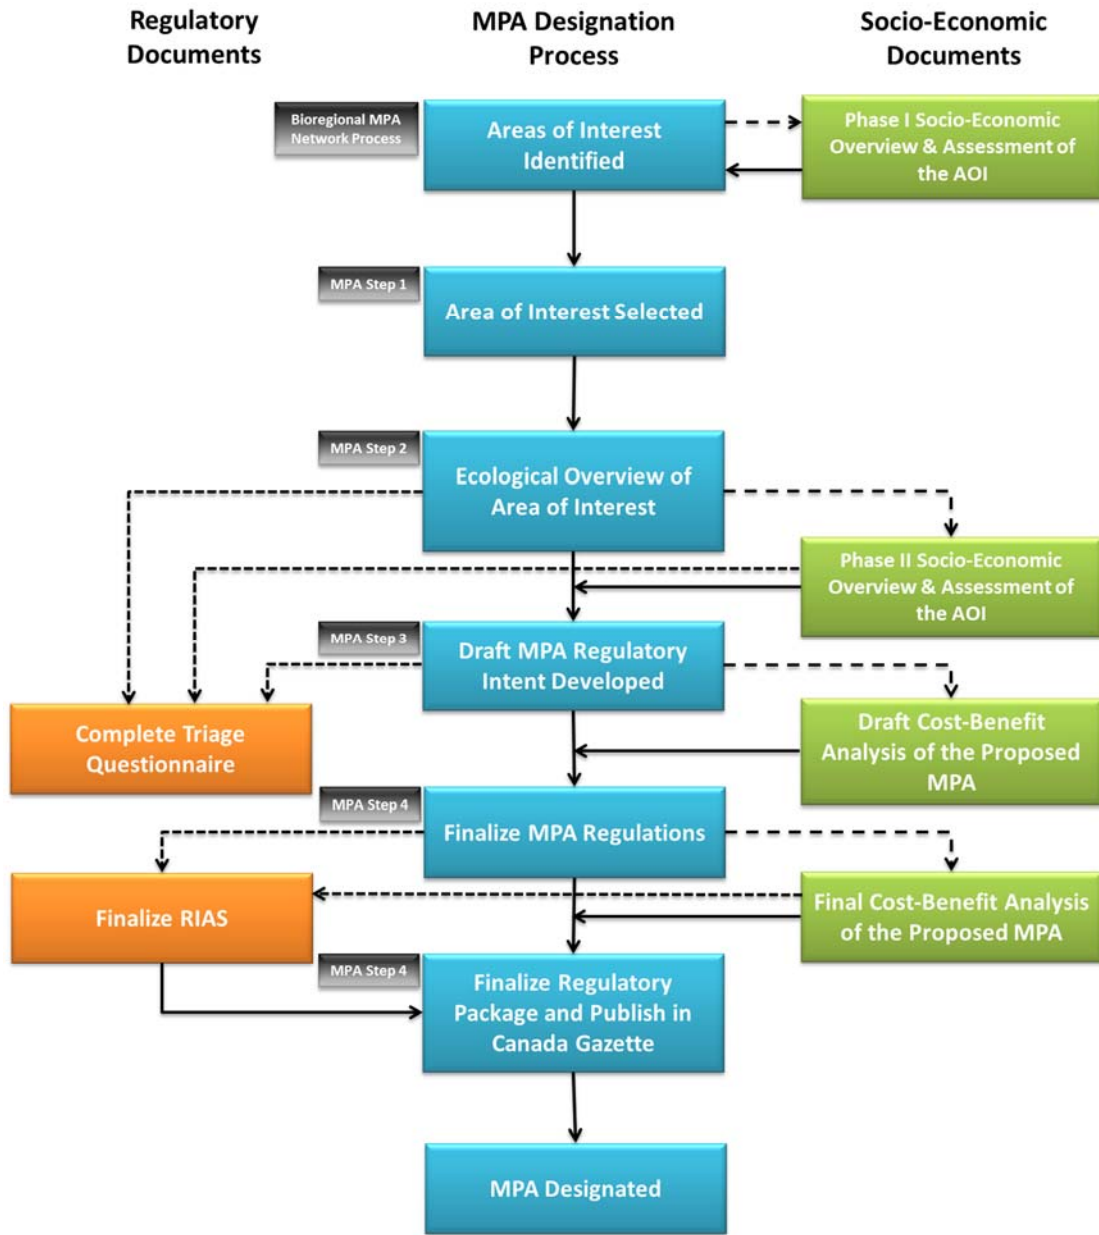 Regulatory
Documents
MPA Designation
Process
Socio-Economic
Documents
Bioregional MPA
Network Process
Areas of Interest
Identified
Phase I Socio-Economic
Overview & Assessment of
the AOI
MPA Step 1
Area of Interest Selected
MPA Step 2
Ecological Overview of
Area of Interest
Phase II Socio-Economic
Overview & Assessment of
the AOI
MPA Step 3
Draft MPA Regulatory
Intent Developed
Complete Triage
Questionnaire
Draft Cost-Benefit
Analysis of the Proposed
MPA
MPA Step 4
Finalize MPA Regulations
Finalize RIAS
Final Cost-Benefit Analysis
of the Proposed MPA
MPA Step 4
Finalize Regulatory
Package and Publish in
Canada Gazette
MPA Designated